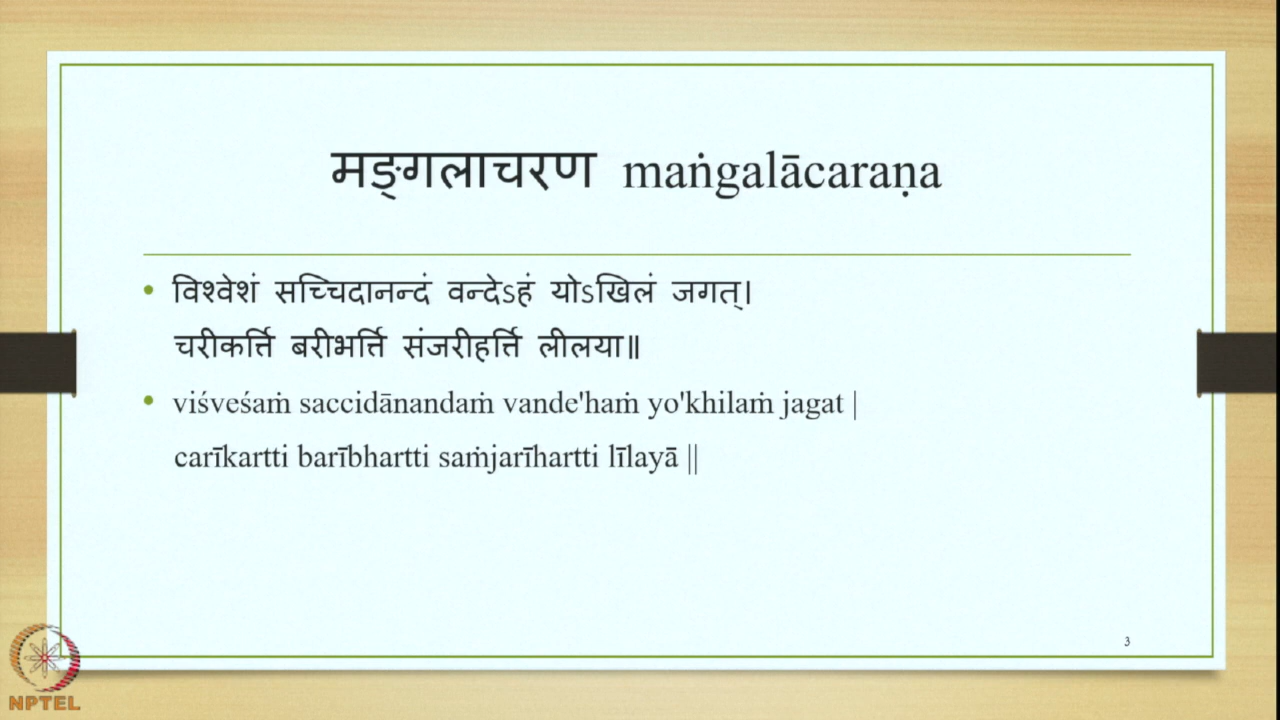 मङ्गलाचरण maṅgalācaraṇa
• विश्वेशं सच्चिदानन्दं वन्देऽहं योऽखिलं जगत्।
चरीकर्त्ति बरीभर्त्ति संजरीहर्त्ति लीलया॥
• viśveśaṁ saccidānandaṁ vande'haṁ yo'khilaṁ jagat |
carīkartti barībhartti saṁjarīhartti līlayā ||
3
NPTEL